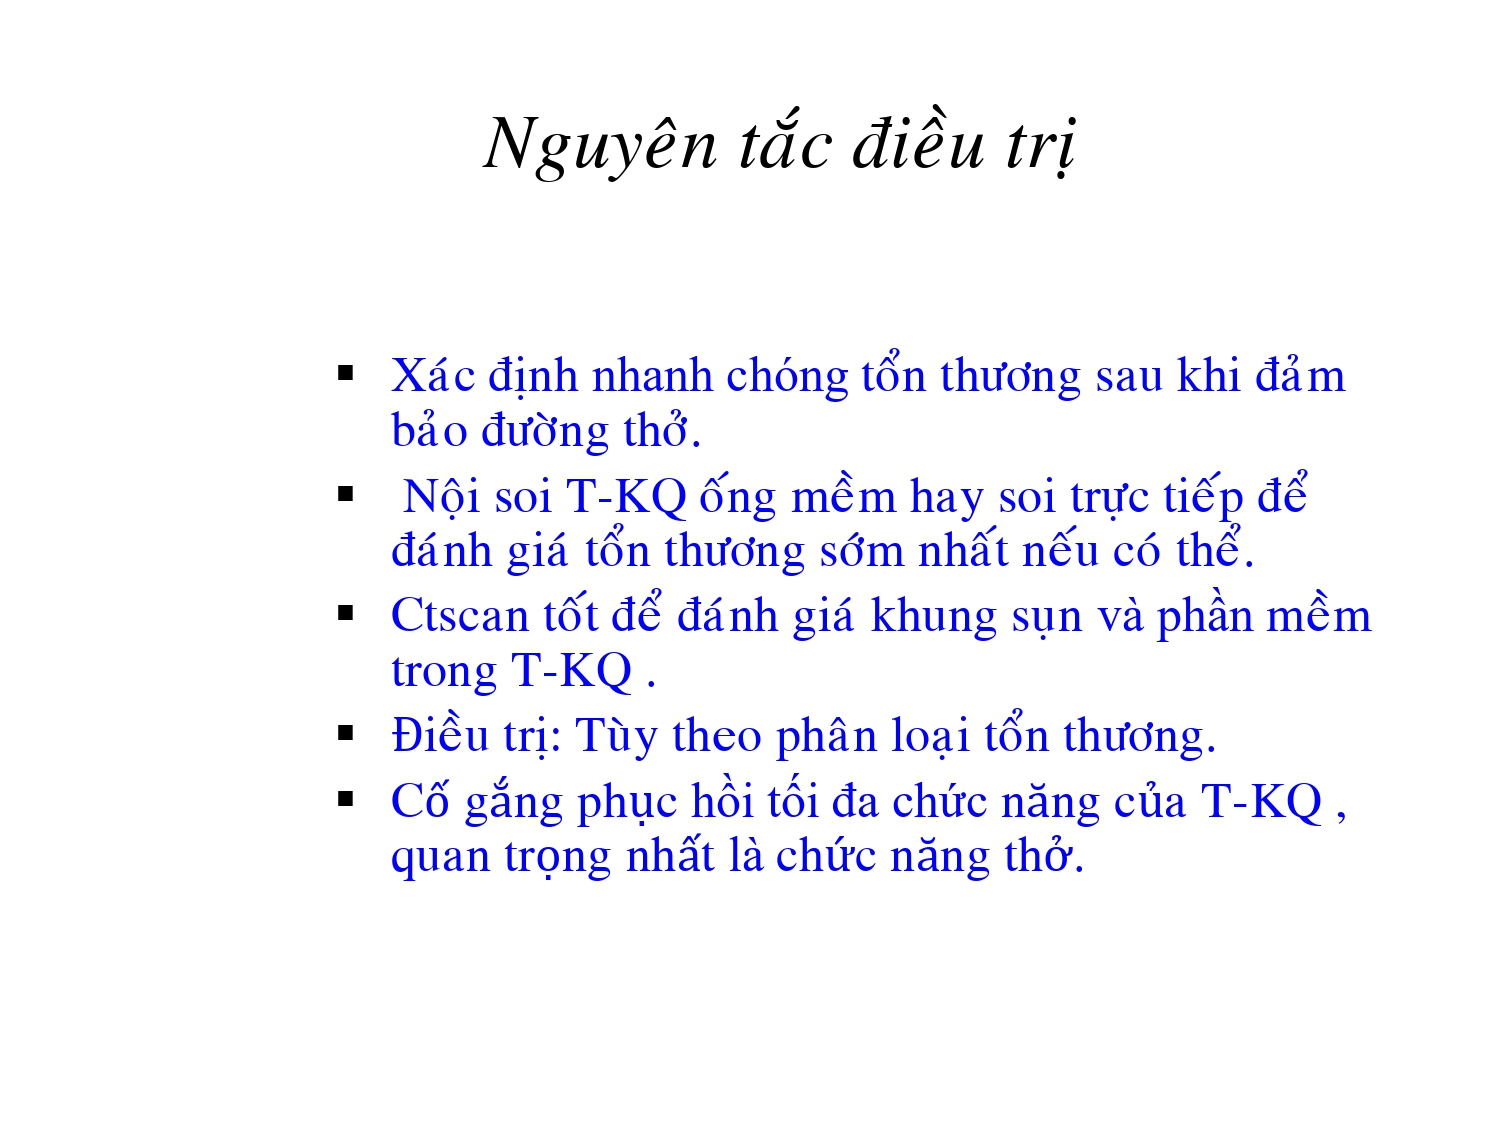 Nguyên tắc điều trị
▪ Xác định nhanh chóng tổn thương sau khi đảm
bảo đường thở.
▪ Nội soi T-KQ ống mềm hay soi trực tiếp để
đánh giá tổn thương sớm nhất nếu có thể.
▪ Ctscan tốt để đánh giá khung sụn và phần mềm
trong T-KQ .
▪ Điều trị: Tùy theo phân loại tổn thương.
▪ Cố gắng phục hồi tối đa chức năng của T-KQ ,
quan trọng nhất là chức năng thở.